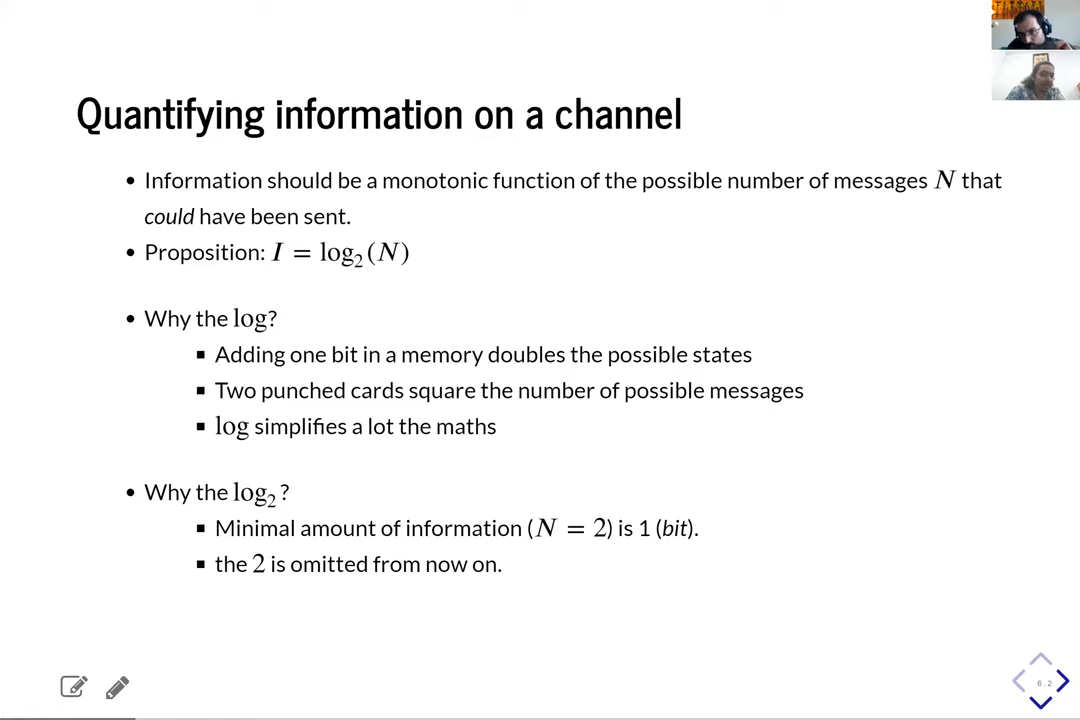 Quantifying information on a channel
• Information should be a monotonic function of the possible number of messages N that
could have been sent.
• Proposition: I = log₂(N)
• Why the log?
▪ Adding one bit in a memory doubles the possible states
▪ Two punched cards square the number of possible messages
▪ log simplifies a lot the maths
• Why the log₂?
▪ Minimal amount of information (N = 2) is 1 (bit).
▪ the 2 is omitted from now on.
6.2